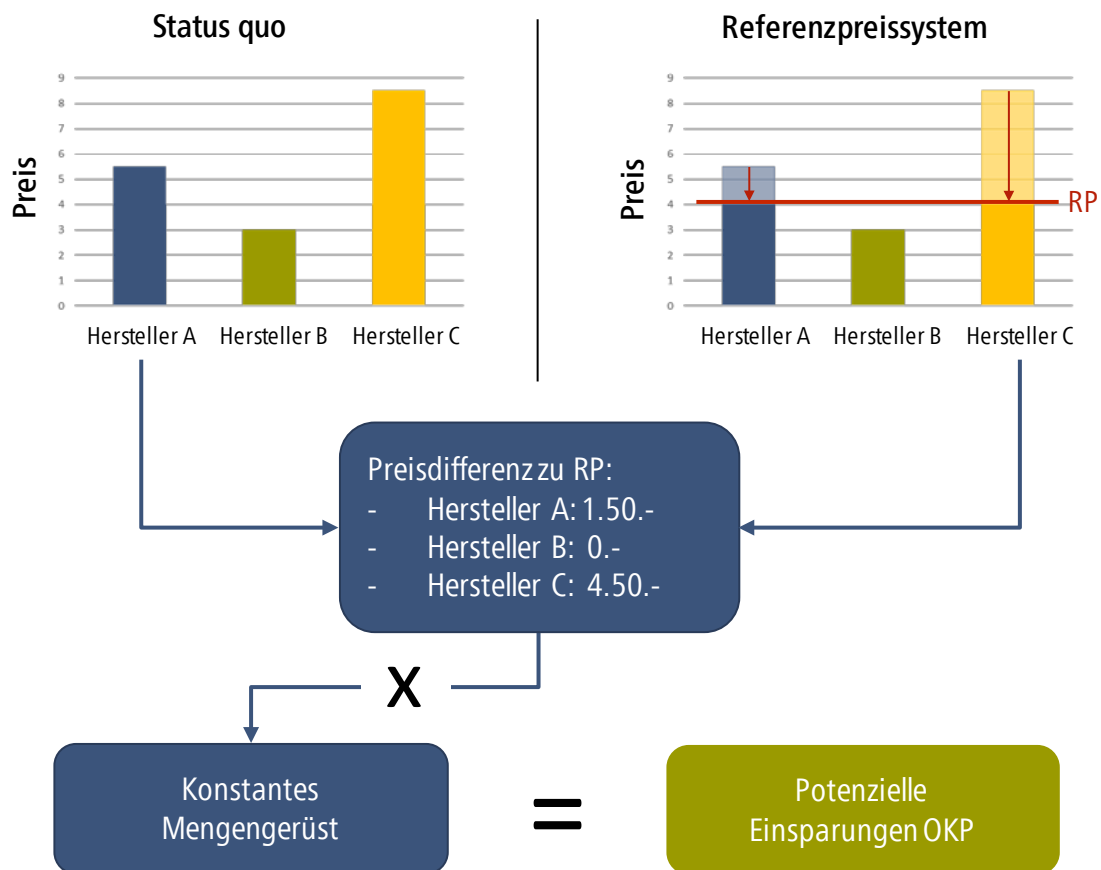 Status quo
Referenzpreissystem
Preis
9
8
7
6
5
4
3
2
1
0
Hersteller A
Hersteller B
Hersteller C
Preis
9
8
7
6
5
4
3
2
1
0
RP
Hersteller A
Hersteller B
Hersteller C
Preisdifferenz zu RP:
- Hersteller A: 1.50.-
- Hersteller B: 0.-
- Hersteller C: 4.50.-
X
Konstantes
Mengengerüst
=
Potenzielle
Einsparungen OKP